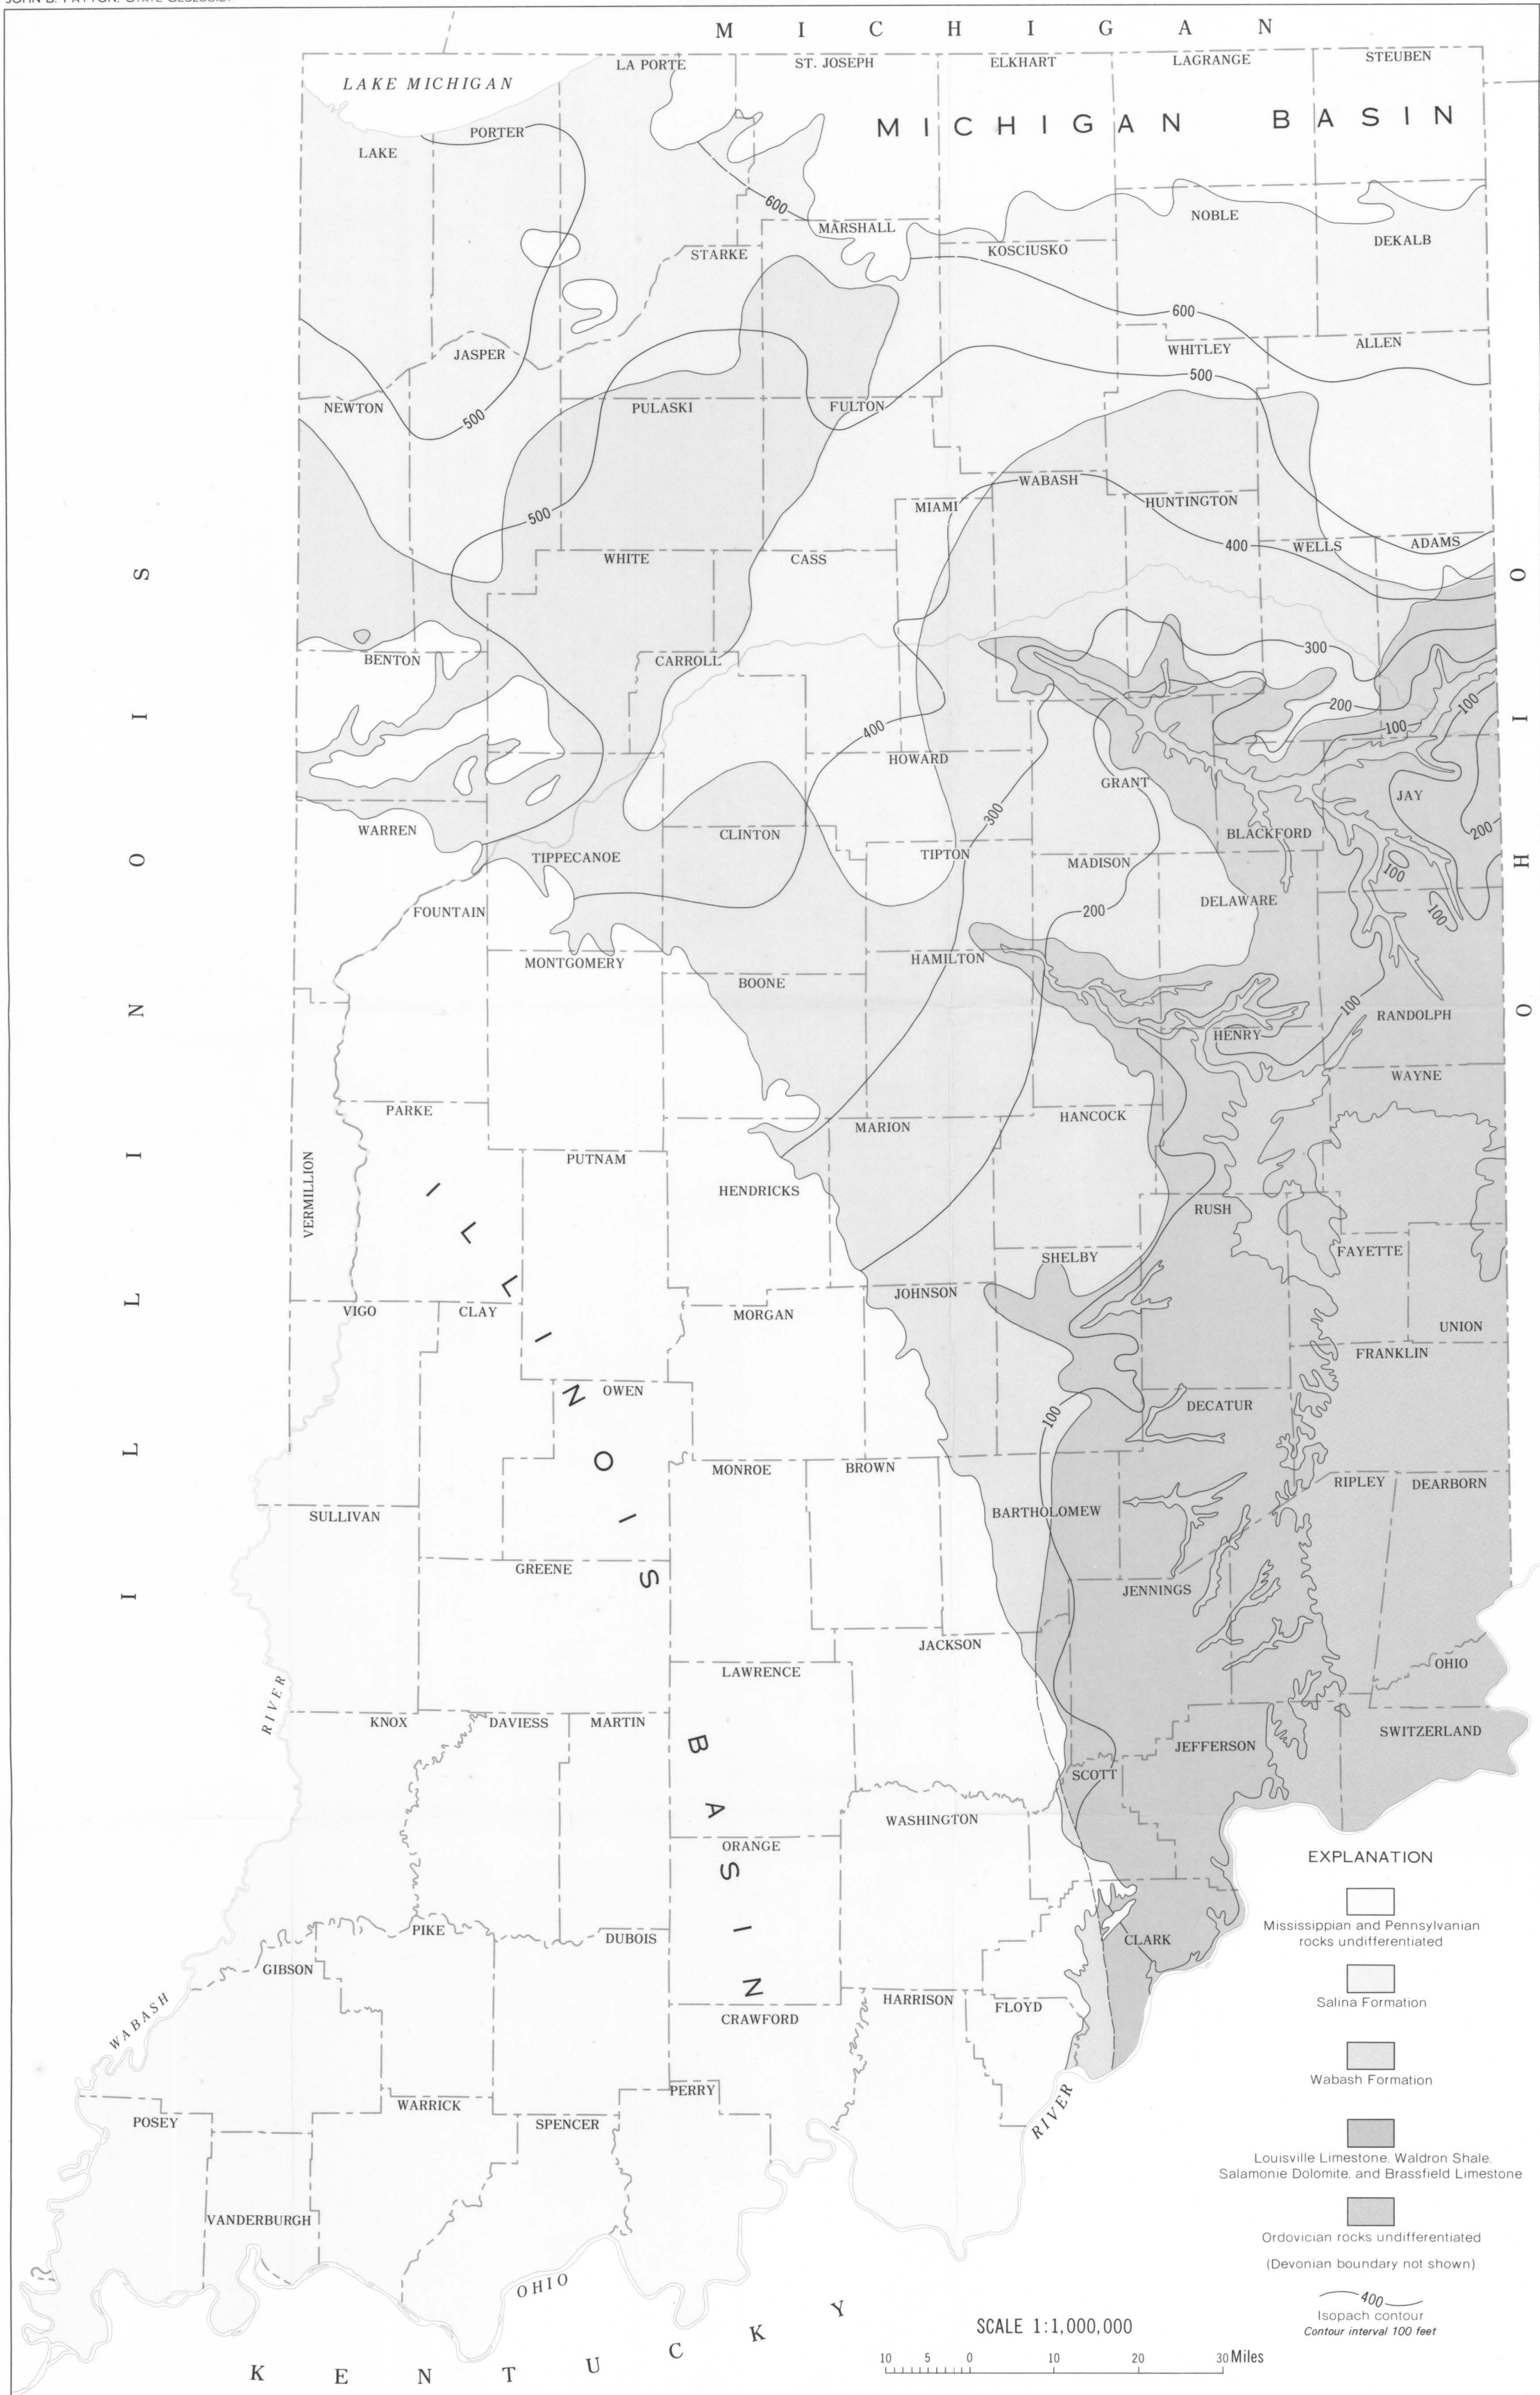 JOHN B. PATTON, STATE GEOLOGIST
MICHIGAN
LA PORTE
ST. JOSEPH
ELKHART
LAGRANGE
STEUBEN
LAKE MICHIGAN
MICHIGAN BASIN
PORTER
LAKE
600
MARSHALL
NOBLE
STARKE
KOSCIUSKO
DEKALB
600
JASPER
WHITLEY
ALLEN
500
NEWTON
500
PULASKI
FULTON
WABASH
MIAMI
HUNTINGTON
500
WHITE
CASS
400
WELLS
ADAMS
BENTON
CARROLL
300
200
100
100
400
HOWARD
GRANT
JAY
300
WARREN
CLINTON
BLACKFORD
200
TIPPECANOE
TIPTON
MADISON
100
FOUNTAIN
200
DELAWARE
100
MONTGOMERY
HAMILTON
BOONE
100
RANDOLPH
HENRY
WAYNE
PARKE
MARION
HANCOCK
VERMILLION
PUTNAM
HENDRICKS
RUSH
FAYETTE
SHELBY
JOHNSON
VIGO
CLAY
MORGAN
UNION
FRANKLIN
OWEN
DECATUR
100
MONROE
BROWN
RIPLEY
DEARBORN
SULLIVAN
BARTHOLOMEW
GREENE
JENNINGS
JACKSON
LAWRENCE
OHIO
RIVER
KNOX
DAVIESS
MARTIN
SWITZERLAND
JEFFERSON
SCOTT
WASHINGTON
ORANGE
PIKE
DUBOIS
CLARK
GIBSON
HARRISON
FLOYD
WABASH
CRAWFORD
PERRY
WARRICK
POSEY
SPENCER
RIVER
VANDERBURGH
OHIO
ILLINOIS
ILLINOIS BASIN
OHIO
KENTUCKY
EXPLANATION
Mississippian and Pennsylvanian
rocks undifferentiated
Salina Formation
Wabash Formation
Louisville Limestone. Waldron Shale.
Salamonie Dolomite. and Brassfield Limestone
Ordovician rocks undifferentiated
(Devonian boundary not shown)
400
Isopach contour
Contour interval 100 feet
SCALE 1:1,000,000
10 5 0 10 20 30 Miles